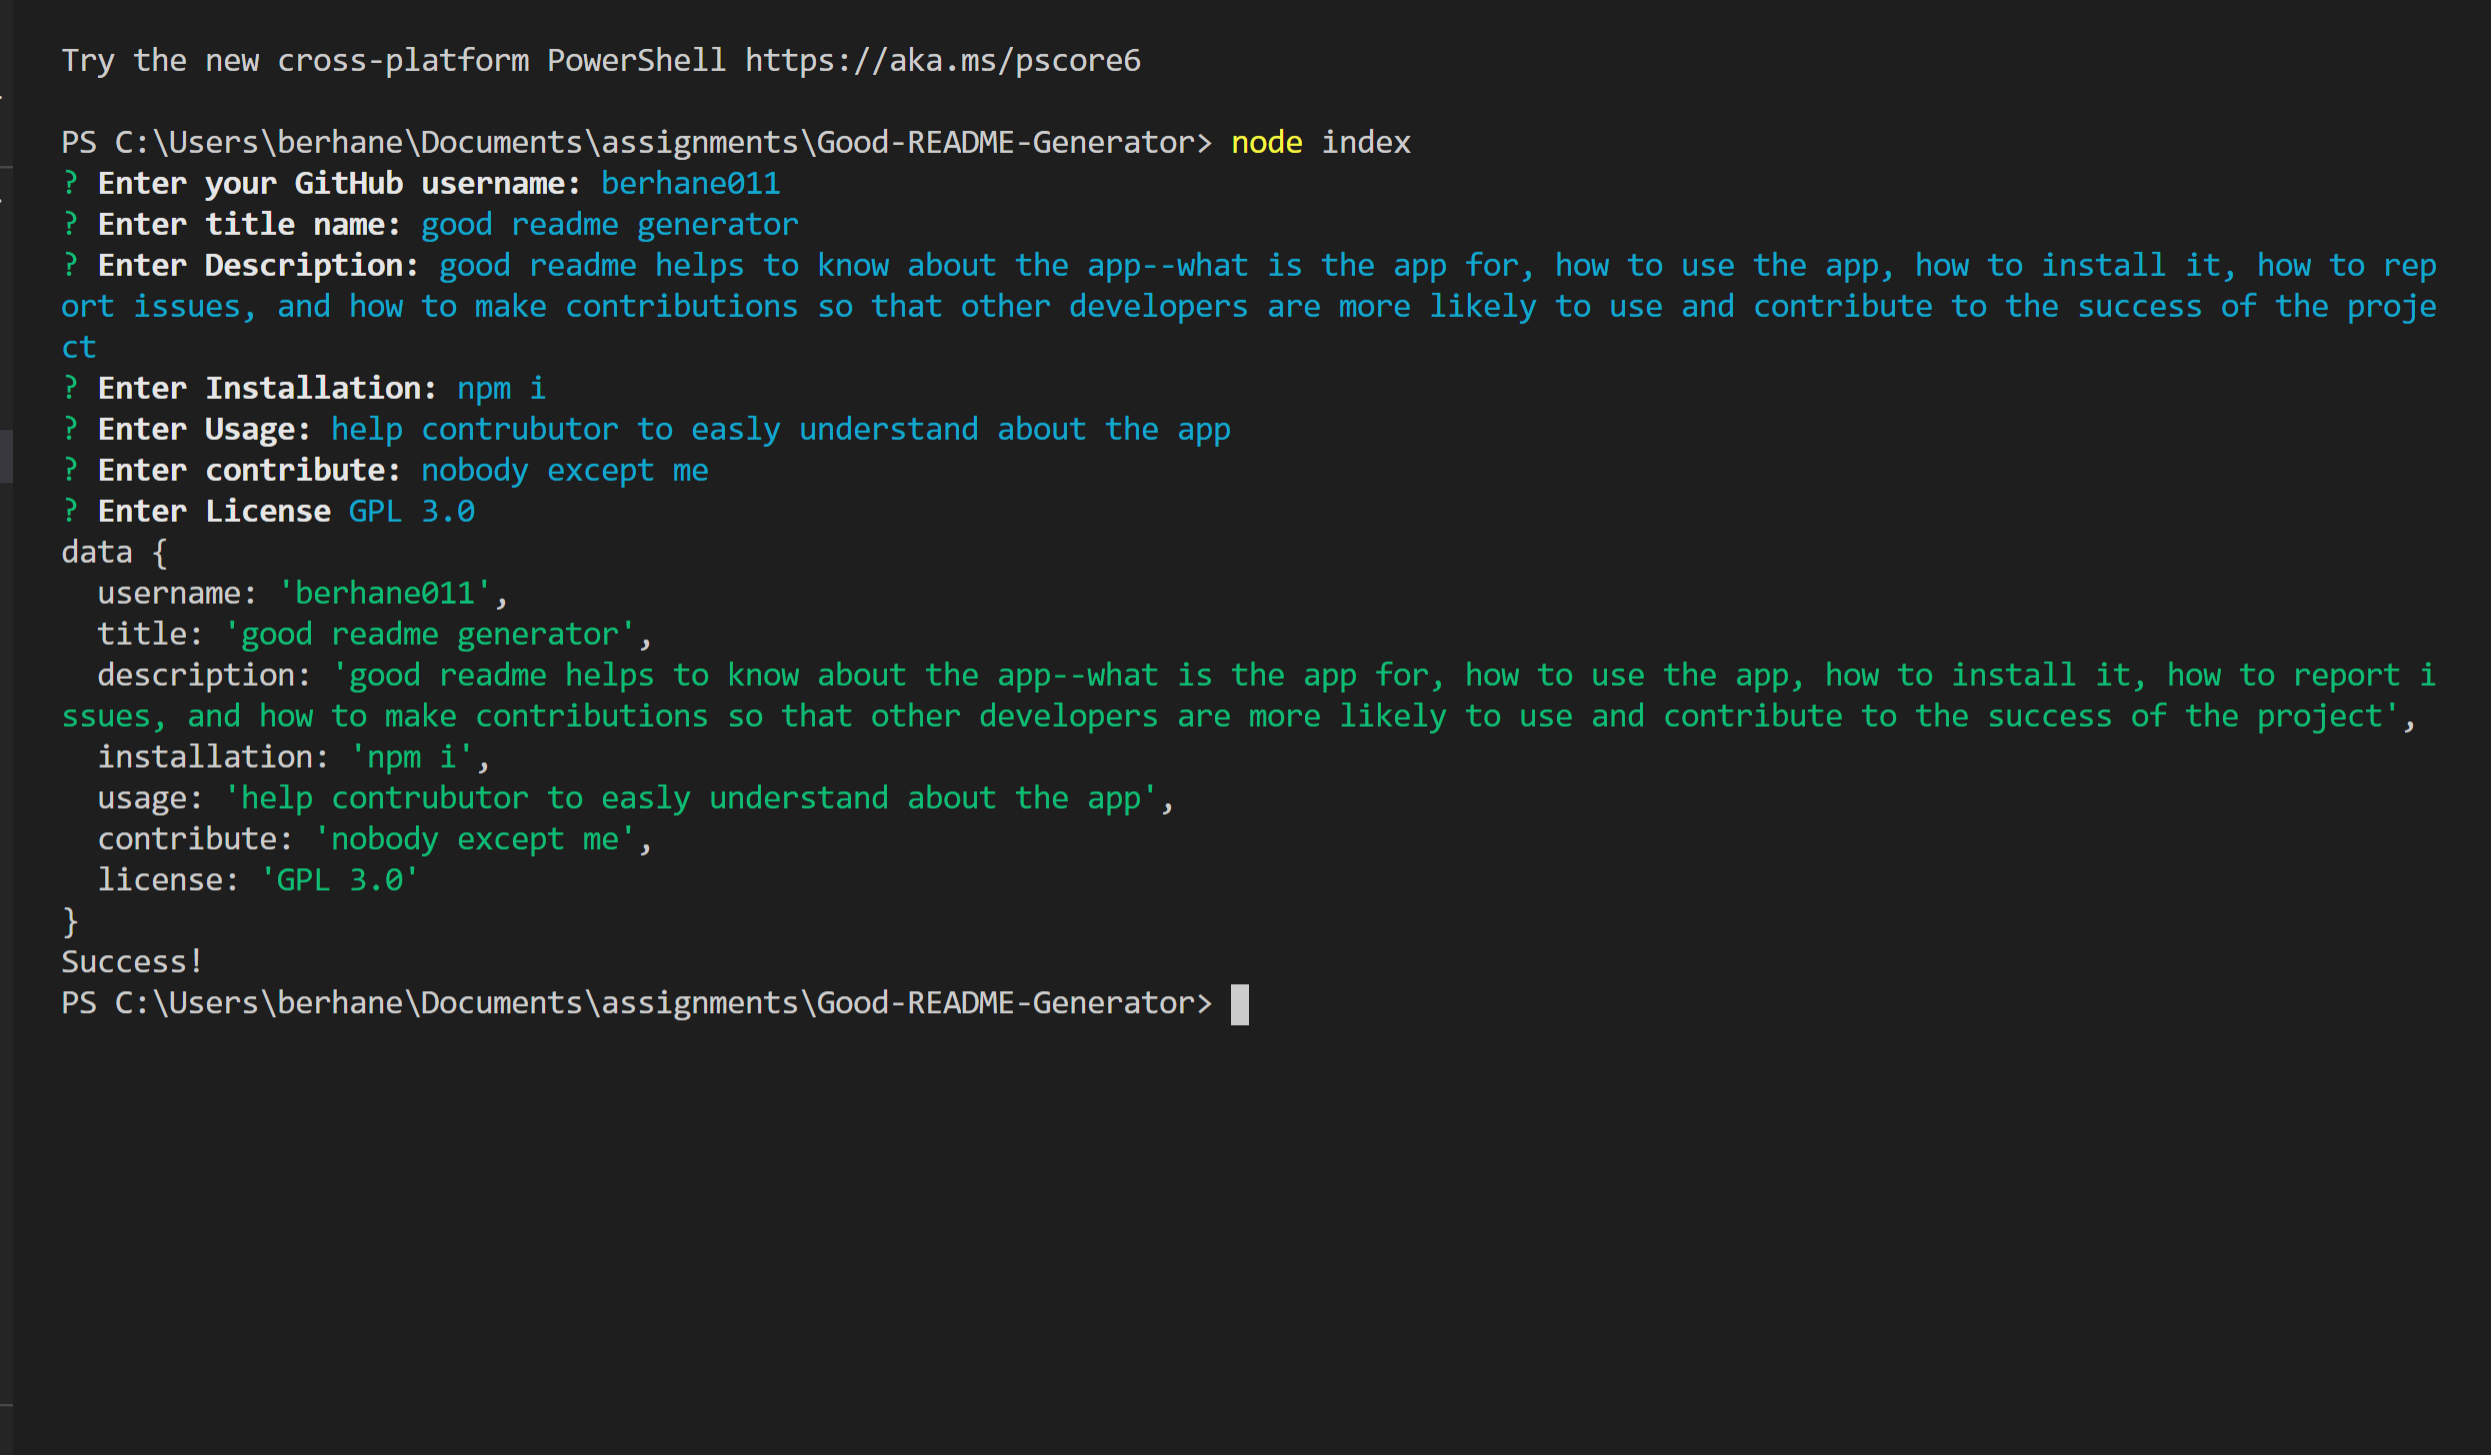 Try the new cross-platform PowerShell https://aka.ms/pscore6
PS C:\Users\berhane\Documents\assignments\Good-README-Generator> node index
? Enter your GitHub username: berhane011
? Enter title name: good readme generator
? Enter Description: good readme helps to know about the app--what is the app for, how to use the app, how to install it, how to rep
ort issues, and how to make contributions so that other developers are more likely to use and contribute to the success of the proje
ct
? Enter Installation: npm i
? Enter Usage: help contrubutor to easly understand about the app
? Enter contribute: nobody except me
? Enter License GPL 3.0
data {
  username: 'berhane011',
  title: 'good readme generator',
  description: 'good readme helps to know about the app--what is the app for, how to use the app, how to install it, how to report i
ssues, and how to make contributions so that other developers are more likely to use and contribute to the success of the project',
  installation: 'npm i',
  usage: 'help contrubutor to easly understand about the app',
  contribute: 'nobody except me',
  license: 'GPL 3.0'
}
Success!
PS C:\Users\berhane\Documents\assignments\Good-README-Generator>